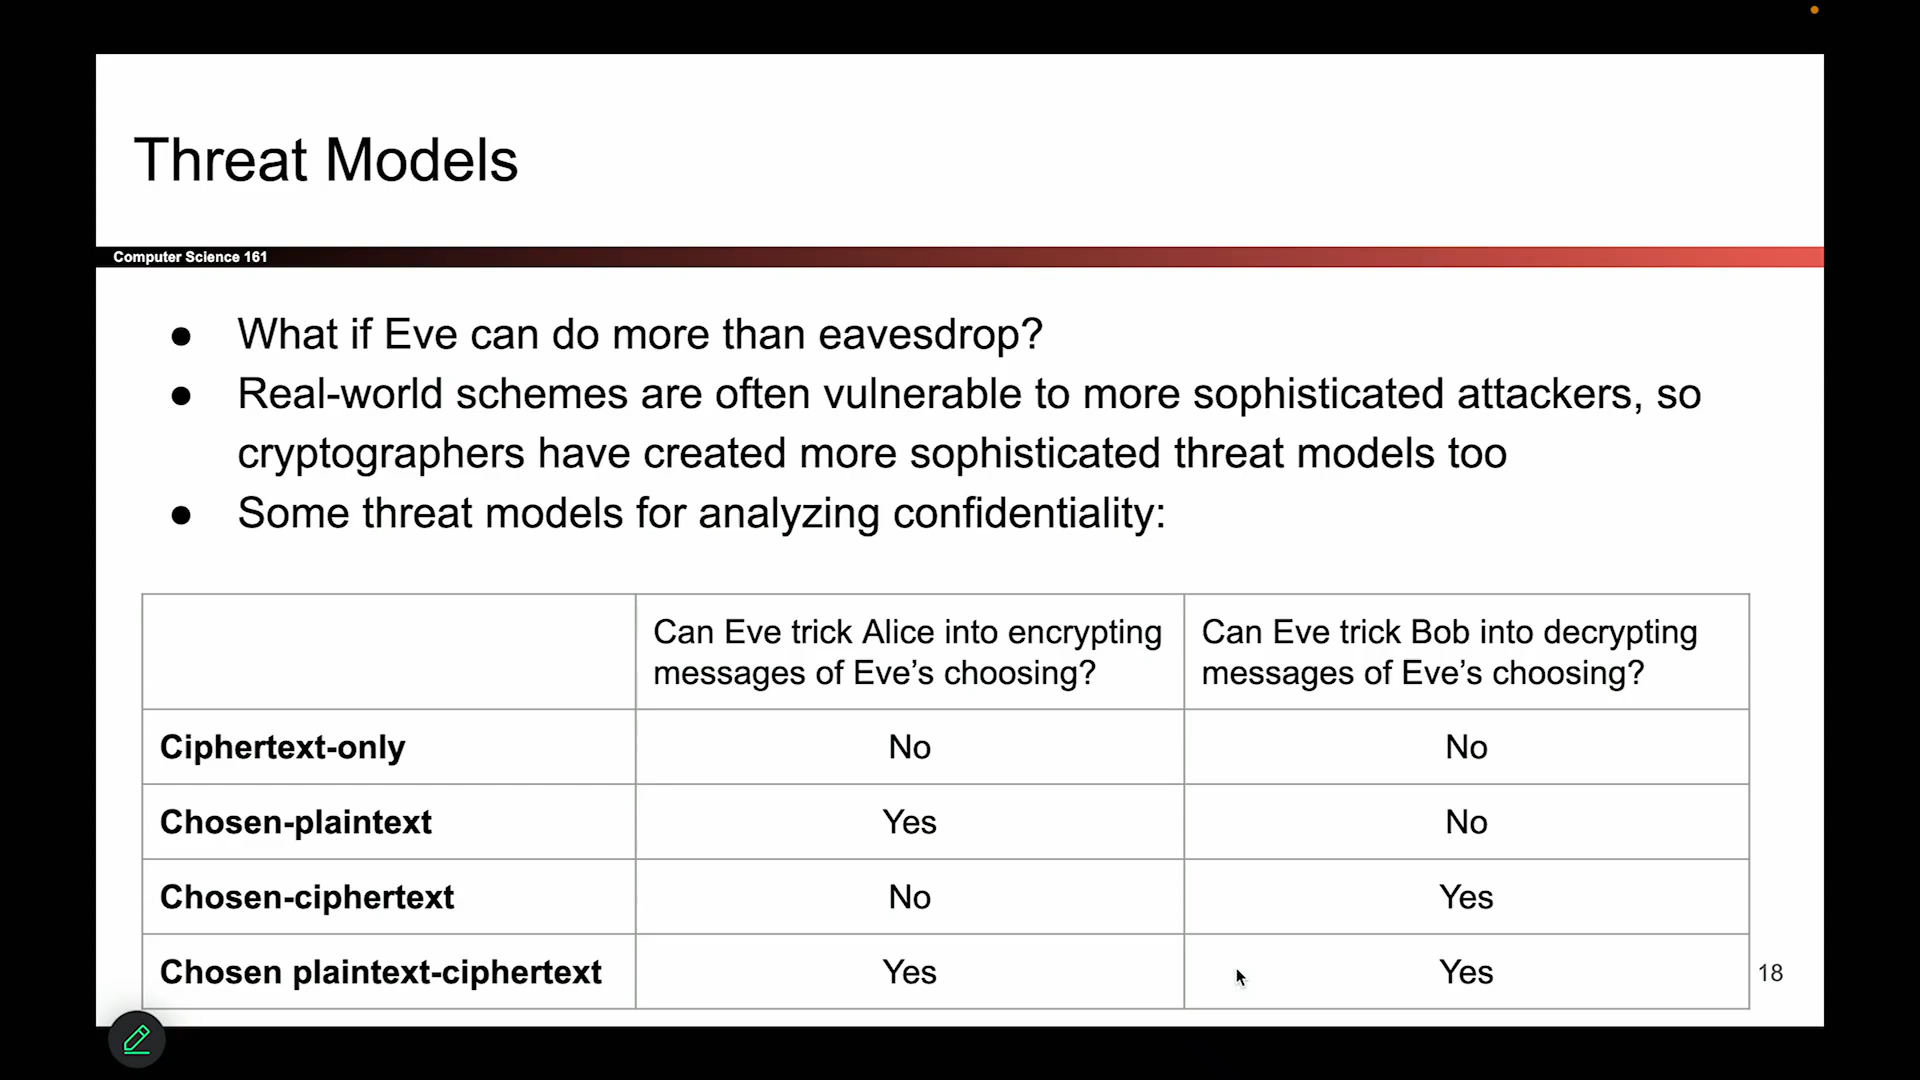 Threat Models
Computer Science 161
● What if Eve can do more than eavesdrop?
● Real-world schemes are often vulnerable to more sophisticated attackers, so
cryptographers have created more sophisticated threat models too
● Some threat models for analyzing confidentiality:
Can Eve trick Alice into encrypting
messages of Eve’s choosing?
Can Eve trick Bob into decrypting
messages of Eve’s choosing?
Ciphertext-only No No
Chosen-plaintext Yes No
Chosen-ciphertext No Yes
Chosen plaintext-ciphertext Yes Yes
18